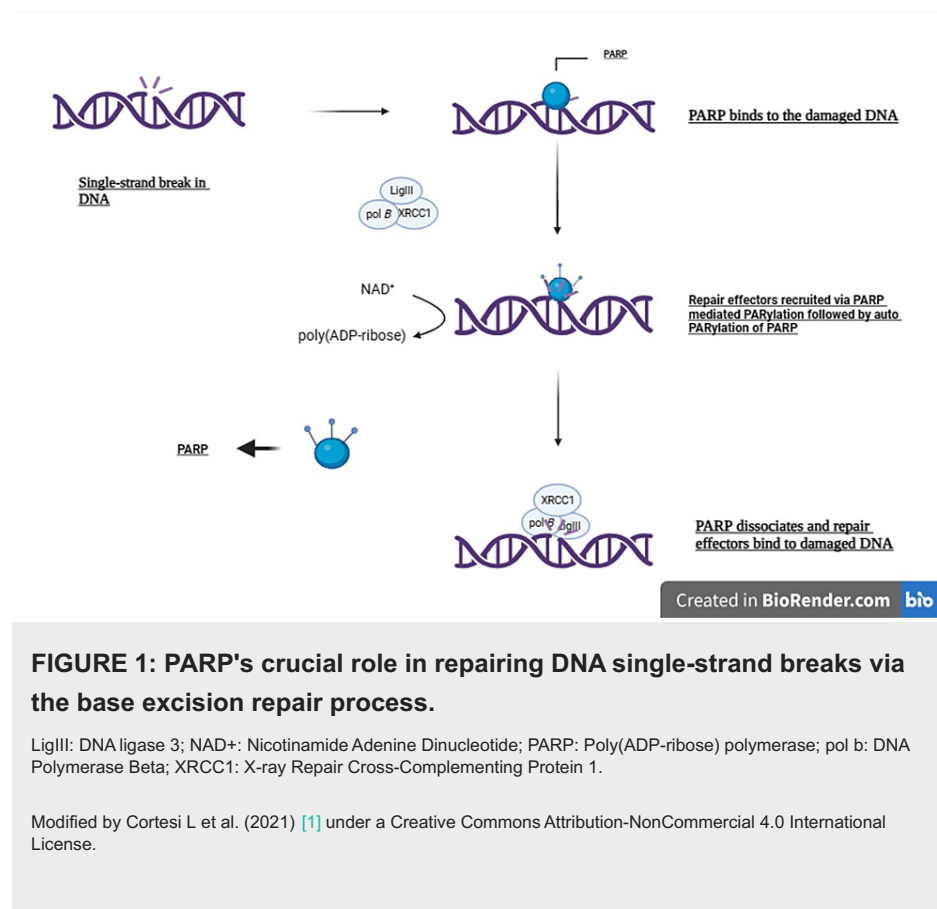 PARP
PARP binds to the damaged DNA
Single-strand break in
DNA
LigIII
pol B XRCC1
NAD+
poly(ADP-ribose)
Repair effectors recruited via PARP
mediated PARylation followed by auto
PARylation of PARP
PARP
XRCC1
pol B LigIII
PARP dissociates and repair
effectors bind to damaged DNA
Created in BioRender.com bio
FIGURE 1: PARP's crucial role in repairing DNA single-strand breaks via
the base excision repair process.
LigIII: DNA ligase 3; NAD+: Nicotinamide Adenine Dinucleotide; PARP: Poly(ADP-ribose) polymerase; pol b: DNA
Polymerase Beta; XRCC1: X-ray Repair Cross-Complementing Protein 1.
Modified by Cortesi L et al. (2021) [1] under a Creative Commons Attribution-NonCommercial 4.0 International
License.